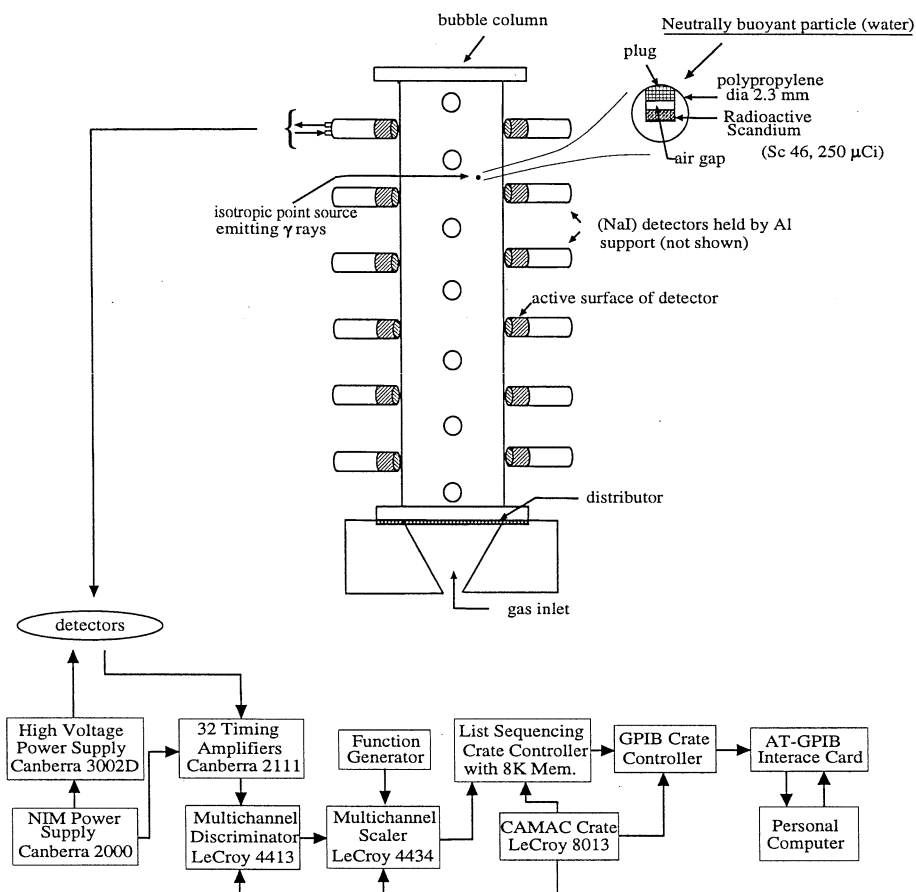 bubble column
Neutrally buoyant particle (water)
plug
polypropylene
dia 2.3 mm
Radioactive
Scandium
(Sc 46, 250 μCi)
air gap
isotropic point source
emitting γ rays
(NaI) detectors held by Al
support (not shown)
active surface of detector
distributor
gas inlet
detectors
High Voltage
Power Supply
Canberra 3002D
32 Timing
Amplifiers
Canberra 2111
Function
Generator
List Sequencing
Crate Controller
with 8K Mem.
GPIB Crate
Controller
AT-GPIB
Interace Card
NIM Power
Supply
Canberra 2000
Multichannel
Discriminator
LeCroy 4413
Multichannel
Scaler
LeCroy 4434
CAMAC Crate
LeCroy 8013
Personal
Computer